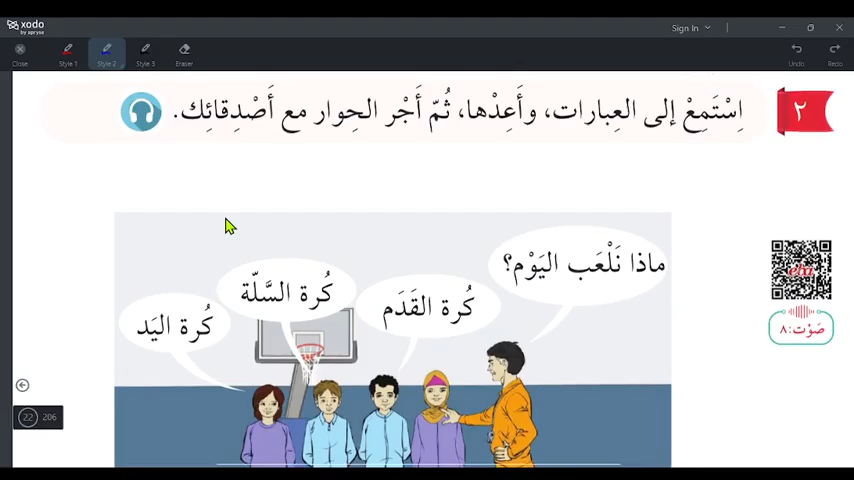 xodo
by apryse
Sign In
Close
Style 1
Style 2
Style 3
Eraser
Undo
Redo
٢
اِسْتَمِعْ إلى العِبارات، وأَعِدْها، ثُمّ أَجْر الحِوار مع أَصْدِقائِك.
ماذا نَلْعَب اليَوْم؟
كُرة القَدَم
كُرة السَّلّة
كُرة اليَد
صَوْت: ٨
22 206